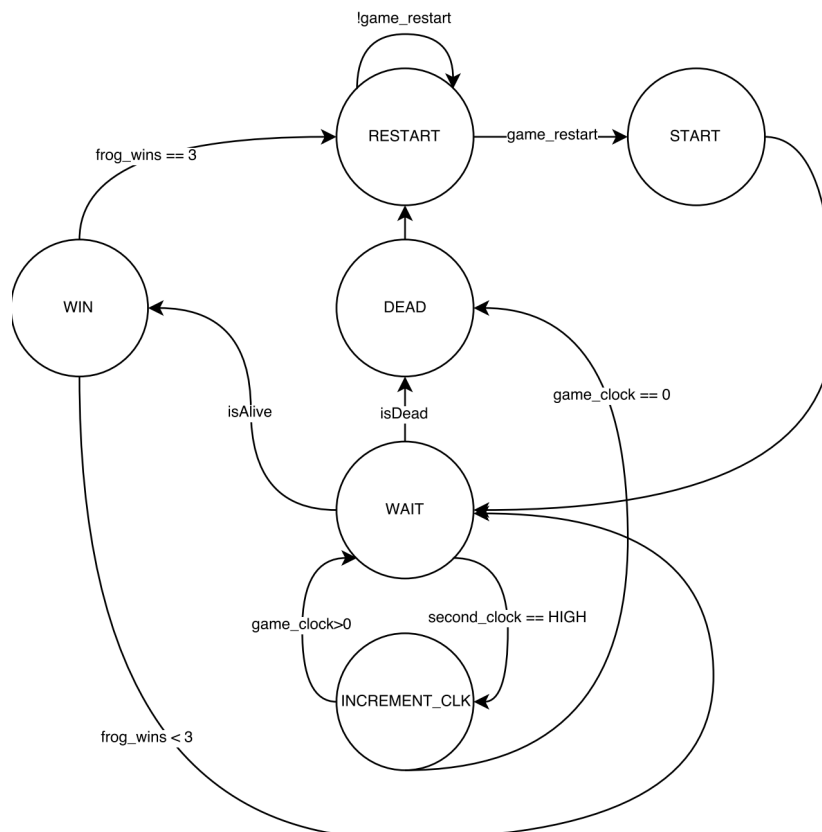 !game_restart
RESTART
game_restart
START
frog_wins == 3
WIN
DEAD
game_clock == 0
isAlive
isDead
WAIT
game_clock>0
second_clock == HIGH
INCREMENT_CLK
frog_wins < 3